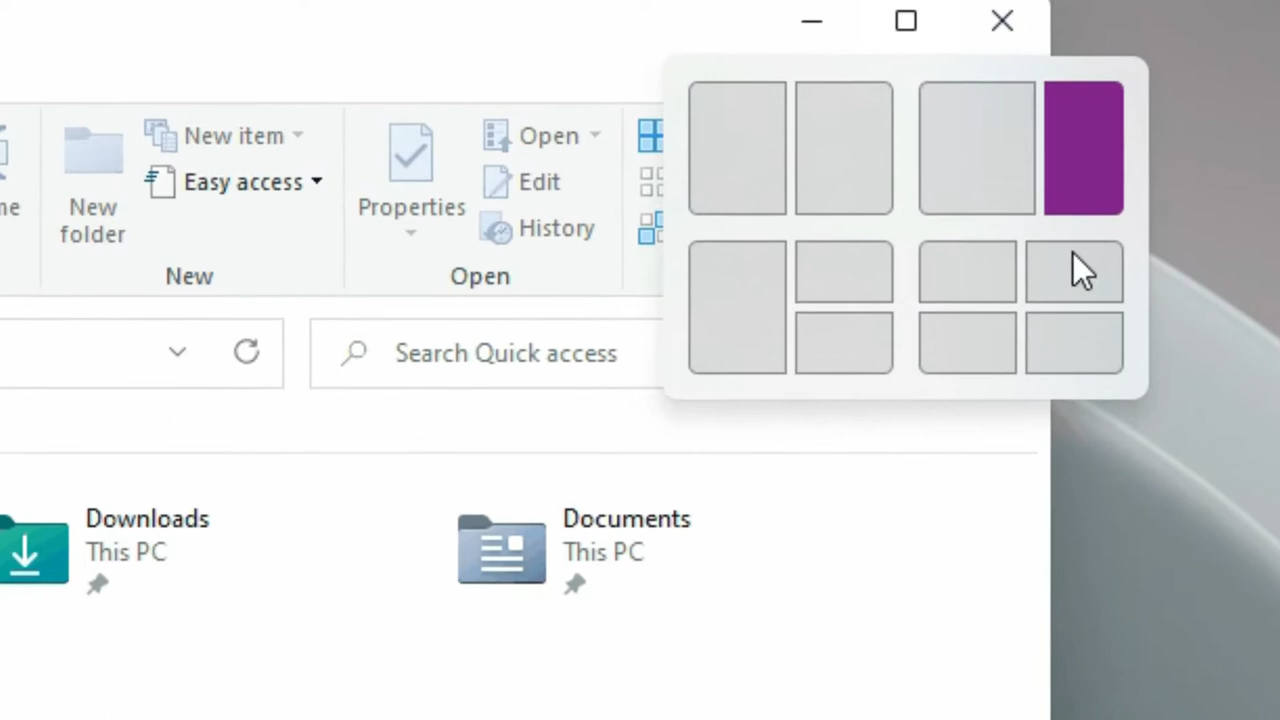 New item
Open
Easy access
Edit
me
New
folder
Properties
History
New
Open
Search Quick access
Downloads
This PC
Documents
This PC